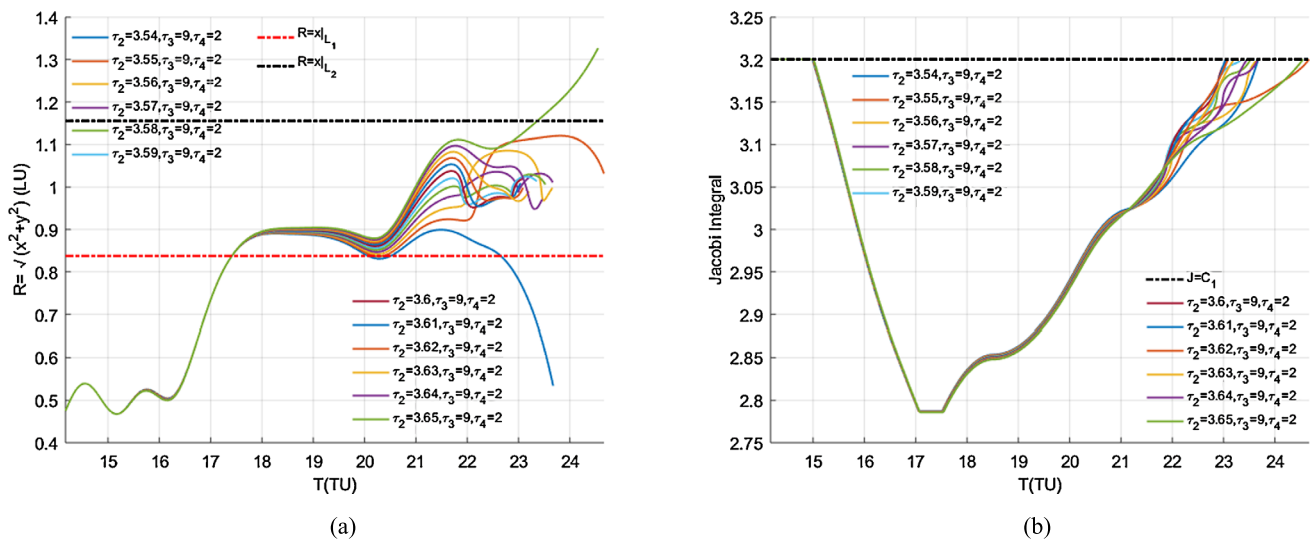 1.4
1.3
1.2
1.1
1
0.9
0.8
0.7
0.6
0.5
0.4
R= √ (x²+y²) (LU)
τ₂=3.54,τ₃=9,τ₄=2
τ₂=3.55,τ₃=9,τ₄=2
τ₂=3.56,τ₃=9,τ₄=2
τ₂=3.57,τ₃=9,τ₄=2
τ₂=3.58,τ₃=9,τ₄=2
τ₂=3.59,τ₃=9,τ₄=2
R=x|L₁
R=x|L₂
τ₂=3.6,τ₃=9,τ₄=2
τ₂=3.61,τ₃=9,τ₄=2
τ₂=3.62,τ₃=9,τ₄=2
τ₂=3.63,τ₃=9,τ₄=2
τ₂=3.64,τ₃=9,τ₄=2
τ₂=3.65,τ₃=9,τ₄=2
15 16 17 18 19 20 21 22 23 24
T(TU)
(a)
3.25
3.2
3.15
3.1
3.05
3
2.95
2.9
2.85
2.8
2.75
Jacobi Integral
τ₂=3.54,τ₃=9,τ₄=2
τ₂=3.55,τ₃=9,τ₄=2
τ₂=3.56,τ₃=9,τ₄=2
τ₂=3.57,τ₃=9,τ₄=2
τ₂=3.58,τ₃=9,τ₄=2
τ₂=3.59,τ₃=9,τ₄=2
J=C₁
τ₂=3.6,τ₃=9,τ₄=2
τ₂=3.61,τ₃=9,τ₄=2
τ₂=3.62,τ₃=9,τ₄=2
τ₂=3.63,τ₃=9,τ₄=2
τ₂=3.64,τ₃=9,τ₄=2
τ₂=3.65,τ₃=9,τ₄=2
15 16 17 18 19 20 21 22 23 24
T(TU)
(b)